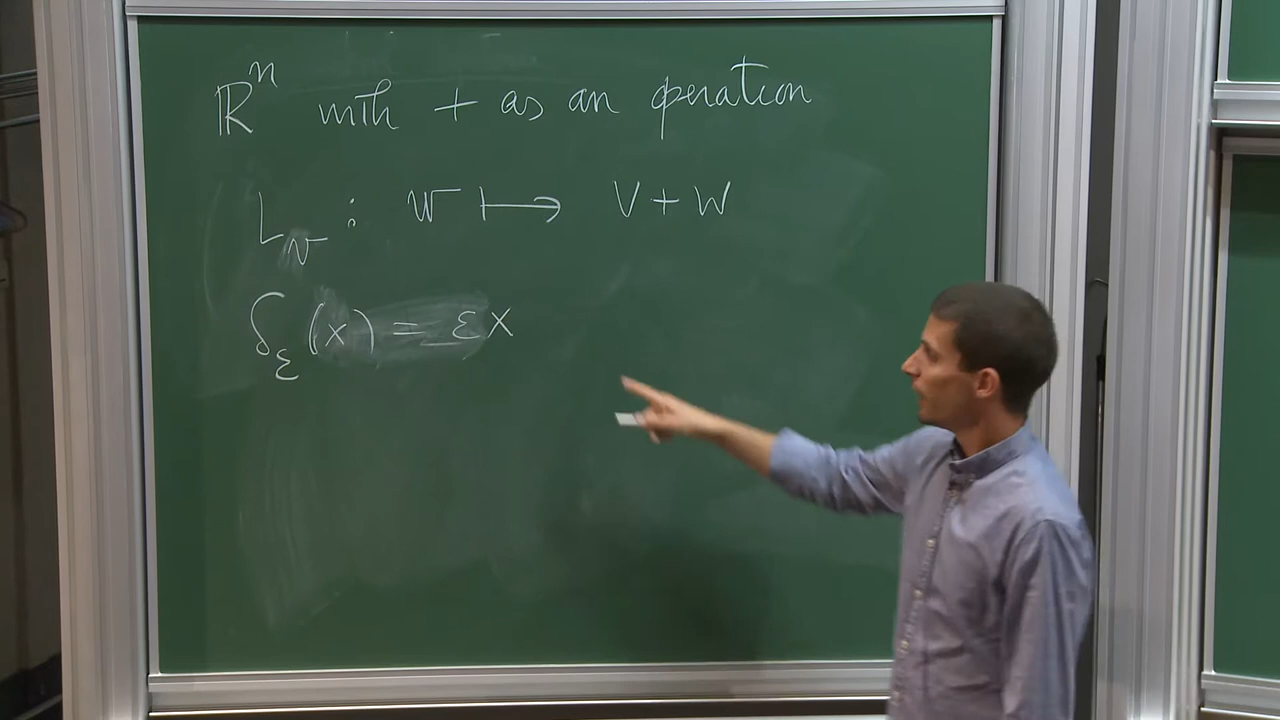 ℝⁿ with + as an operation
L_v : w ⟼ v + w
δ_ε (x) = εx